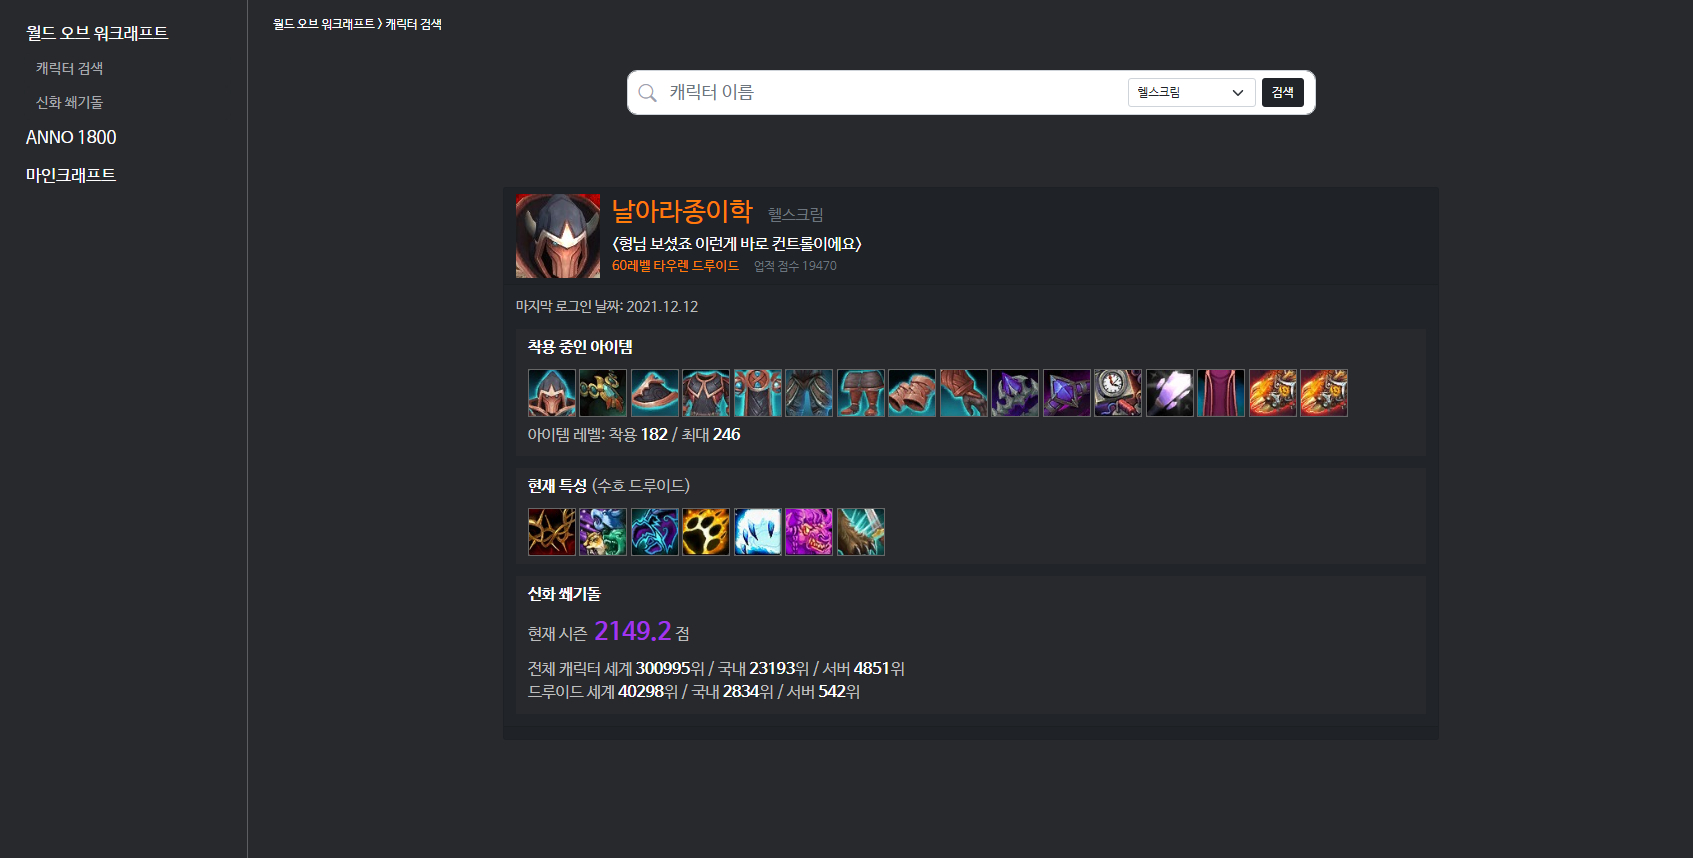 월드 오브 워크래프트
캐릭터 검색
신화 쐐기돌
ANNO 1800
마인크래프트
월드 오브 워크래프트 > 캐릭터 검색
캐릭터 이름
헬스크림
검색
날아라종이학 헬스크림
<형님 보셨죠 이런게 바로 컨트롤이에요>
60레벨 타우렌 드루이드 업적 점수 19470
마지막 로그인 날짜: 2021.12.12
착용 중인 아이템
아이템 레벨: 착용 182 / 최대 246
현재 특성 (수호 드루이드)
신화 쐐기돌
현재 시즌 2149.2 점
전체 캐릭터 세계 300995위 / 국내 23193위 / 서버 4851위
드루이드 세계 40298위 / 국내 2834위 / 서버 542위